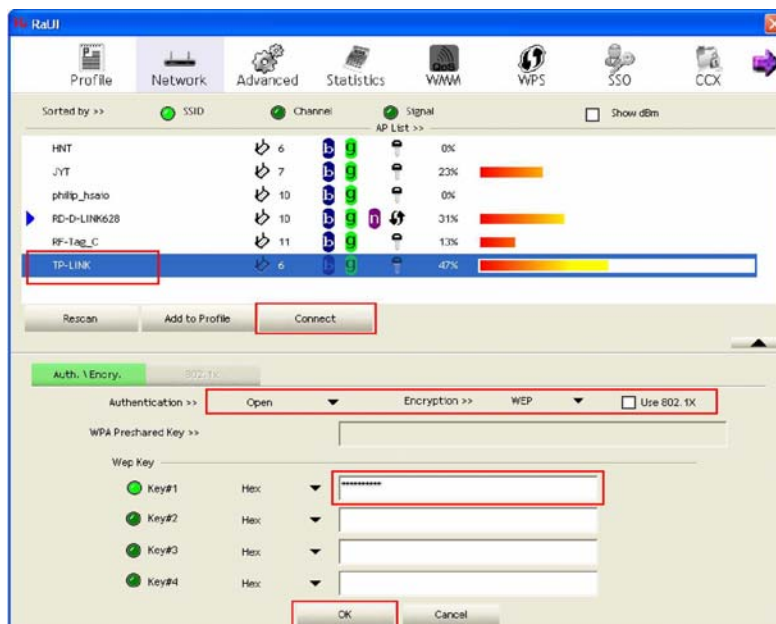 RaUI
Profile Network Advanced Statistics QoS WMM WPS SSO CCX
Sorted by >> SSID Channel Signal Show dBm
AP List >>
HNT 6 b g 0%
JYT 7 b g 23%
phillip_hsaio 10 b g 0%
RD-D-LINK628 10 b g n 31%
RF-Tag_C 11 b g 13%
TP-LINK 6 b g 47%
Rescan Add to Profile Connect
Auth. \ Encry. 802.1x
Authentication >> Open Encryption >> WEP Use 802.1X
WPA Preshared Key >>
Wep Key
Key#1 Hex **********
Key#2 Hex
Key#3 Hex
Key#4 Hex
OK Cancel